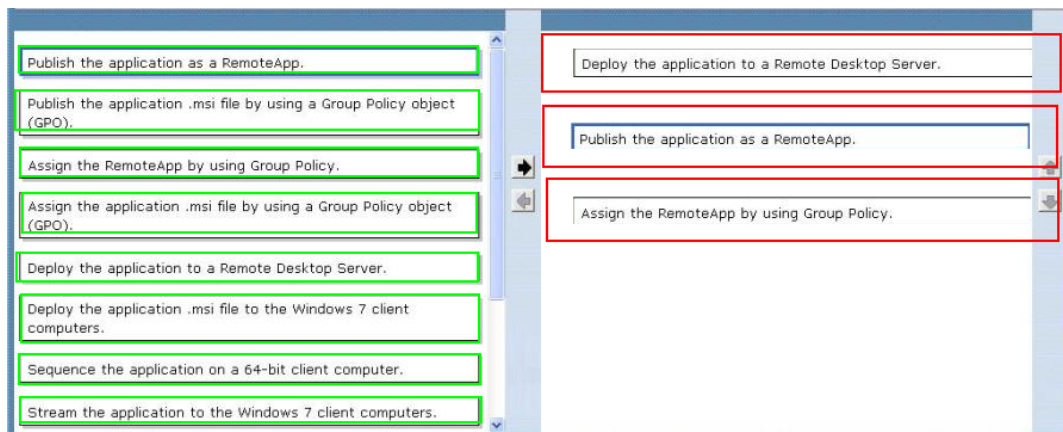 Publish the application as a RemoteApp.
Publish the application .msi file by using a Group Policy object
(GPO).
Assign the RemoteApp by using Group Policy.
Assign the application .msi file by using a Group Policy object
(GPO).
Deploy the application to a Remote Desktop Server.
Deploy the application .msi file to the Windows 7 client
computers.
Sequence the application on a 64-bit client computer.
Stream the application to the Windows 7 client computers.
Deploy the application to a Remote Desktop Server.
Publish the application as a RemoteApp.
Assign the RemoteApp by using Group Policy.